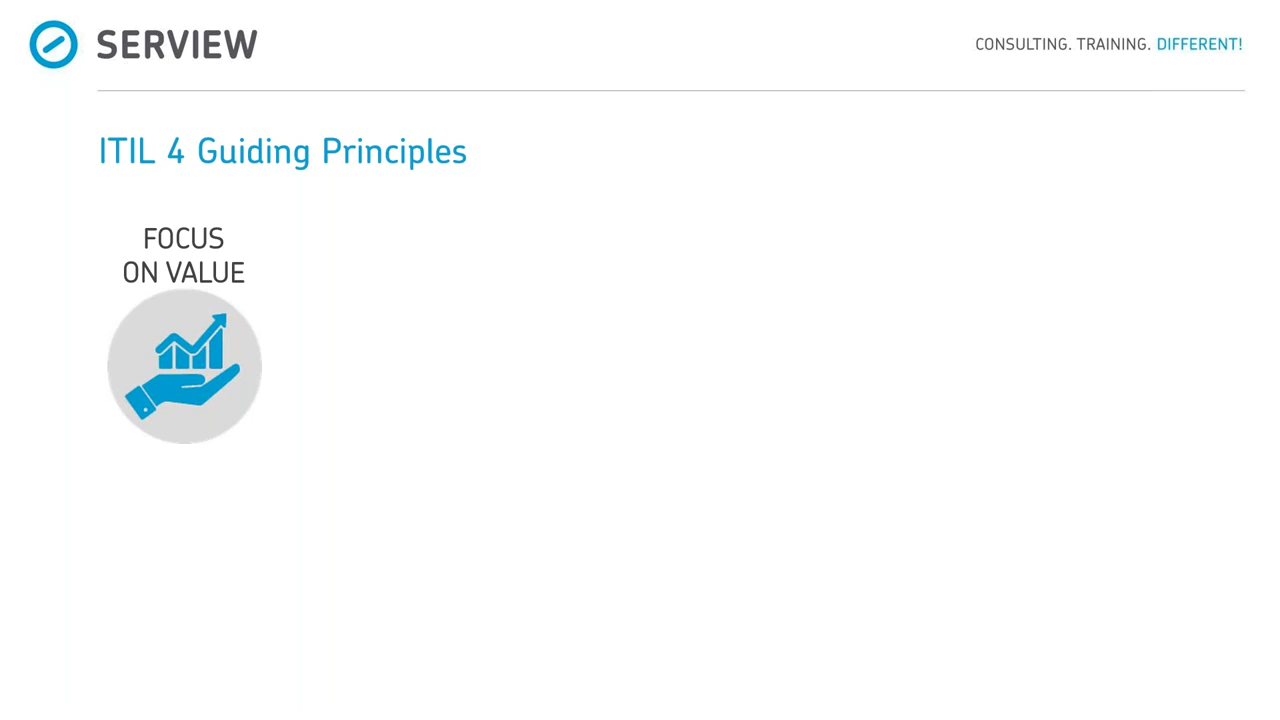 SERVIEW
CONSULTING. TRAINING. DIFFERENT!
ITIL 4 Guiding Principles
FOCUS
ON VALUE